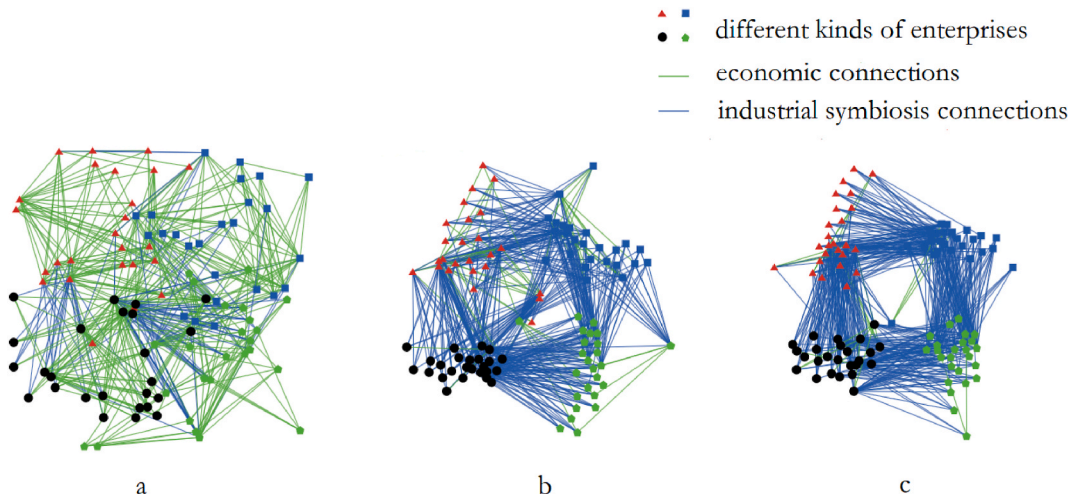 different kinds of enterprises
economic connections
industrial symbiosis connections
a
b
c